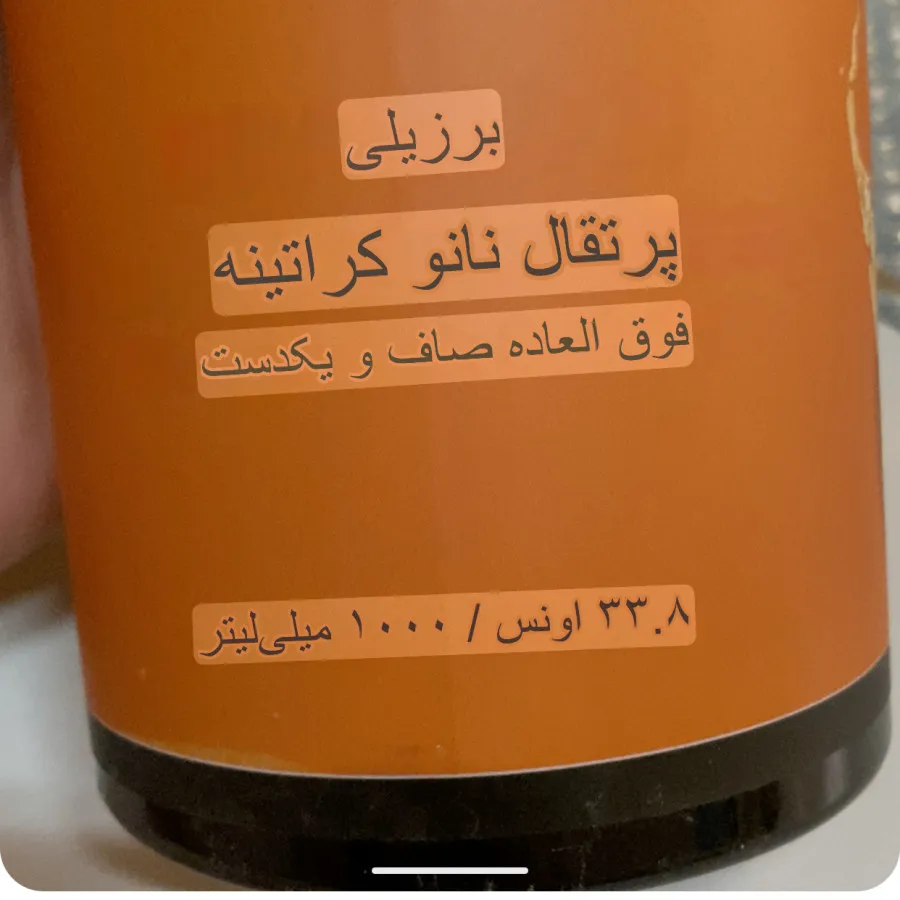 برزیلی
پرتقال نانو کراتینه
فوق العاده صاف و یکدست
۳۳.۸ اونس / ۱۰۰۰ میلی‌لیتر